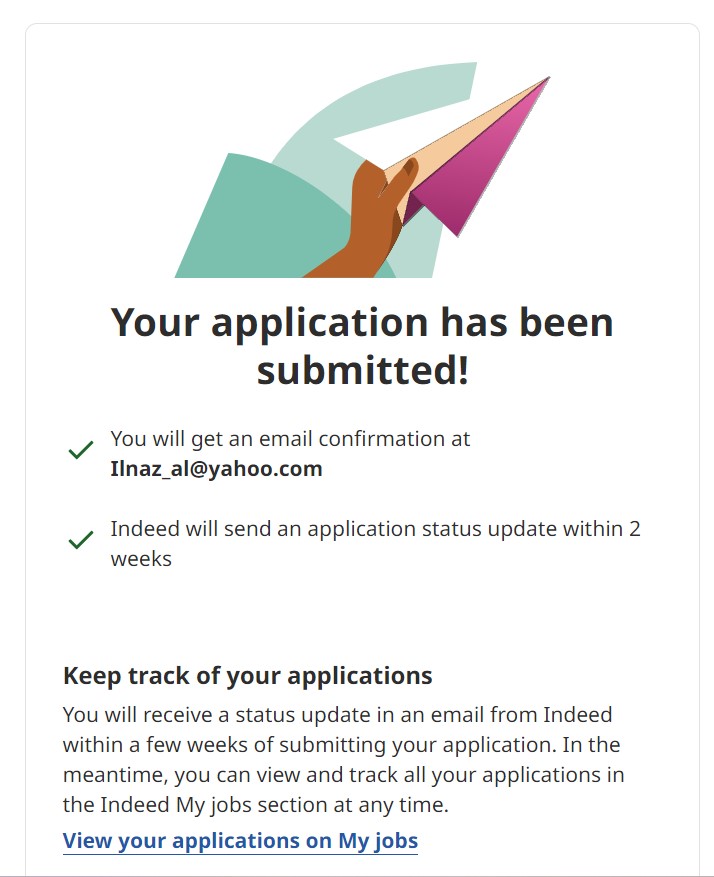 Your application has been
submitted!
You will get an email confirmation at
Ilnaz_al@yahoo.com
Indeed will send an application status update within 2
weeks
Keep track of your applications
You will receive a status update in an email from Indeed
within a few weeks of submitting your application. In the
meantime, you can view and track all your applications in
the Indeed My jobs section at any time.
View your applications on My jobs